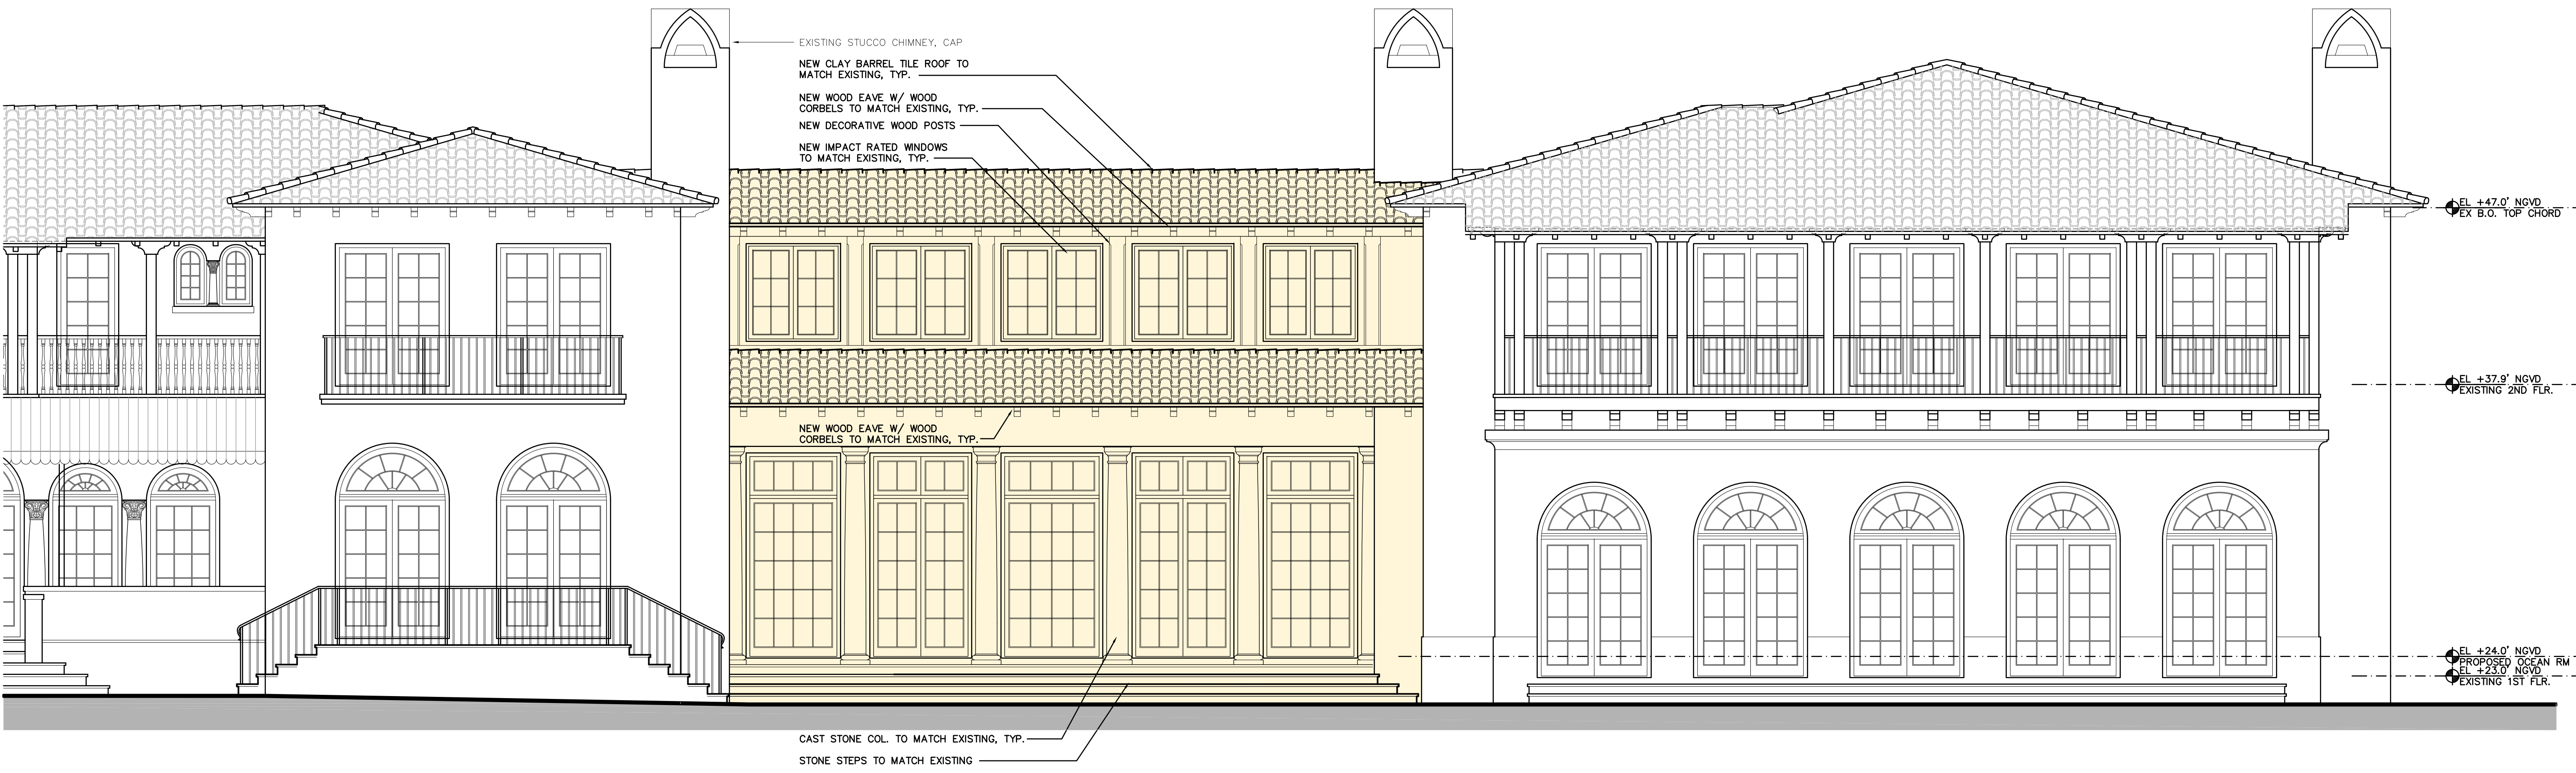 EXISTING STUCCO CHIMNEY, CAP
NEW CLAY BARREL TILE ROOF TO
MATCH EXISTING, TYP.
NEW WOOD EAVE W/ WOOD
CORBELS TO MATCH EXISTING, TYP.
NEW DECORATIVE WOOD POSTS
NEW IMPACT RATED WINDOWS
TO MATCH EXISTING, TYP.
EL +47.0' NGVD
EX B.O. TOP CHORD
EL +37.9' NGVD
EXISTING 2ND FLR.
NEW WOOD EAVE W/ WOOD
CORBELS TO MATCH EXISTING, TYP.
EL +24.0' NGVD
PROPOSED OCEAN RM
EL +23.0' NGVD
EXISTING 1ST FLR.
CAST STONE COL. TO MATCH EXISTING, TYP.
STONE STEPS TO MATCH EXISTING